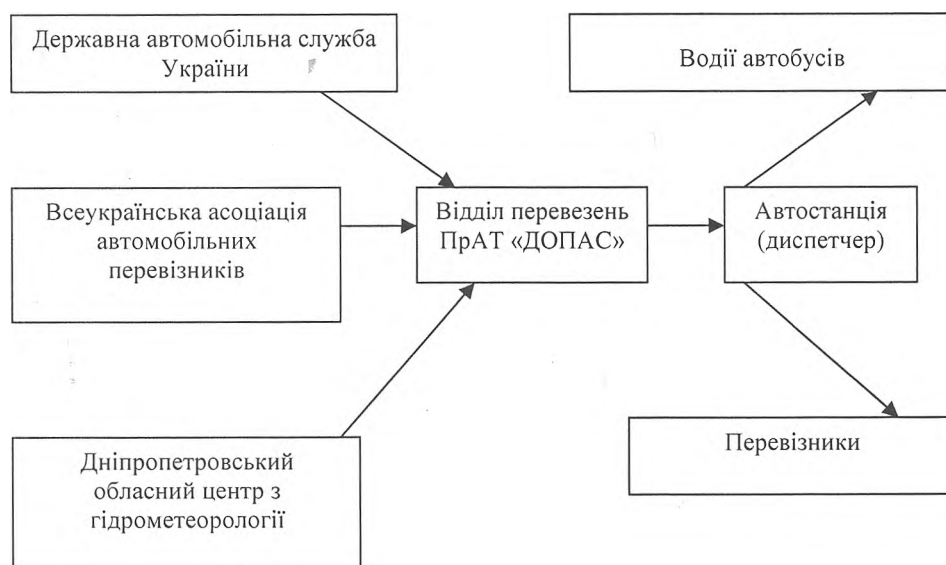 Державна автомобільна служба
України
Водії автобусів
Всеукраїнська асоціація
автомобільних
перевізників
Відділ перевезень
ПрАТ «ДОПАС»
Автостанція
(диспетчер)
Дніпропетровський
обласний центр з
гідрометеорології
Перевізники